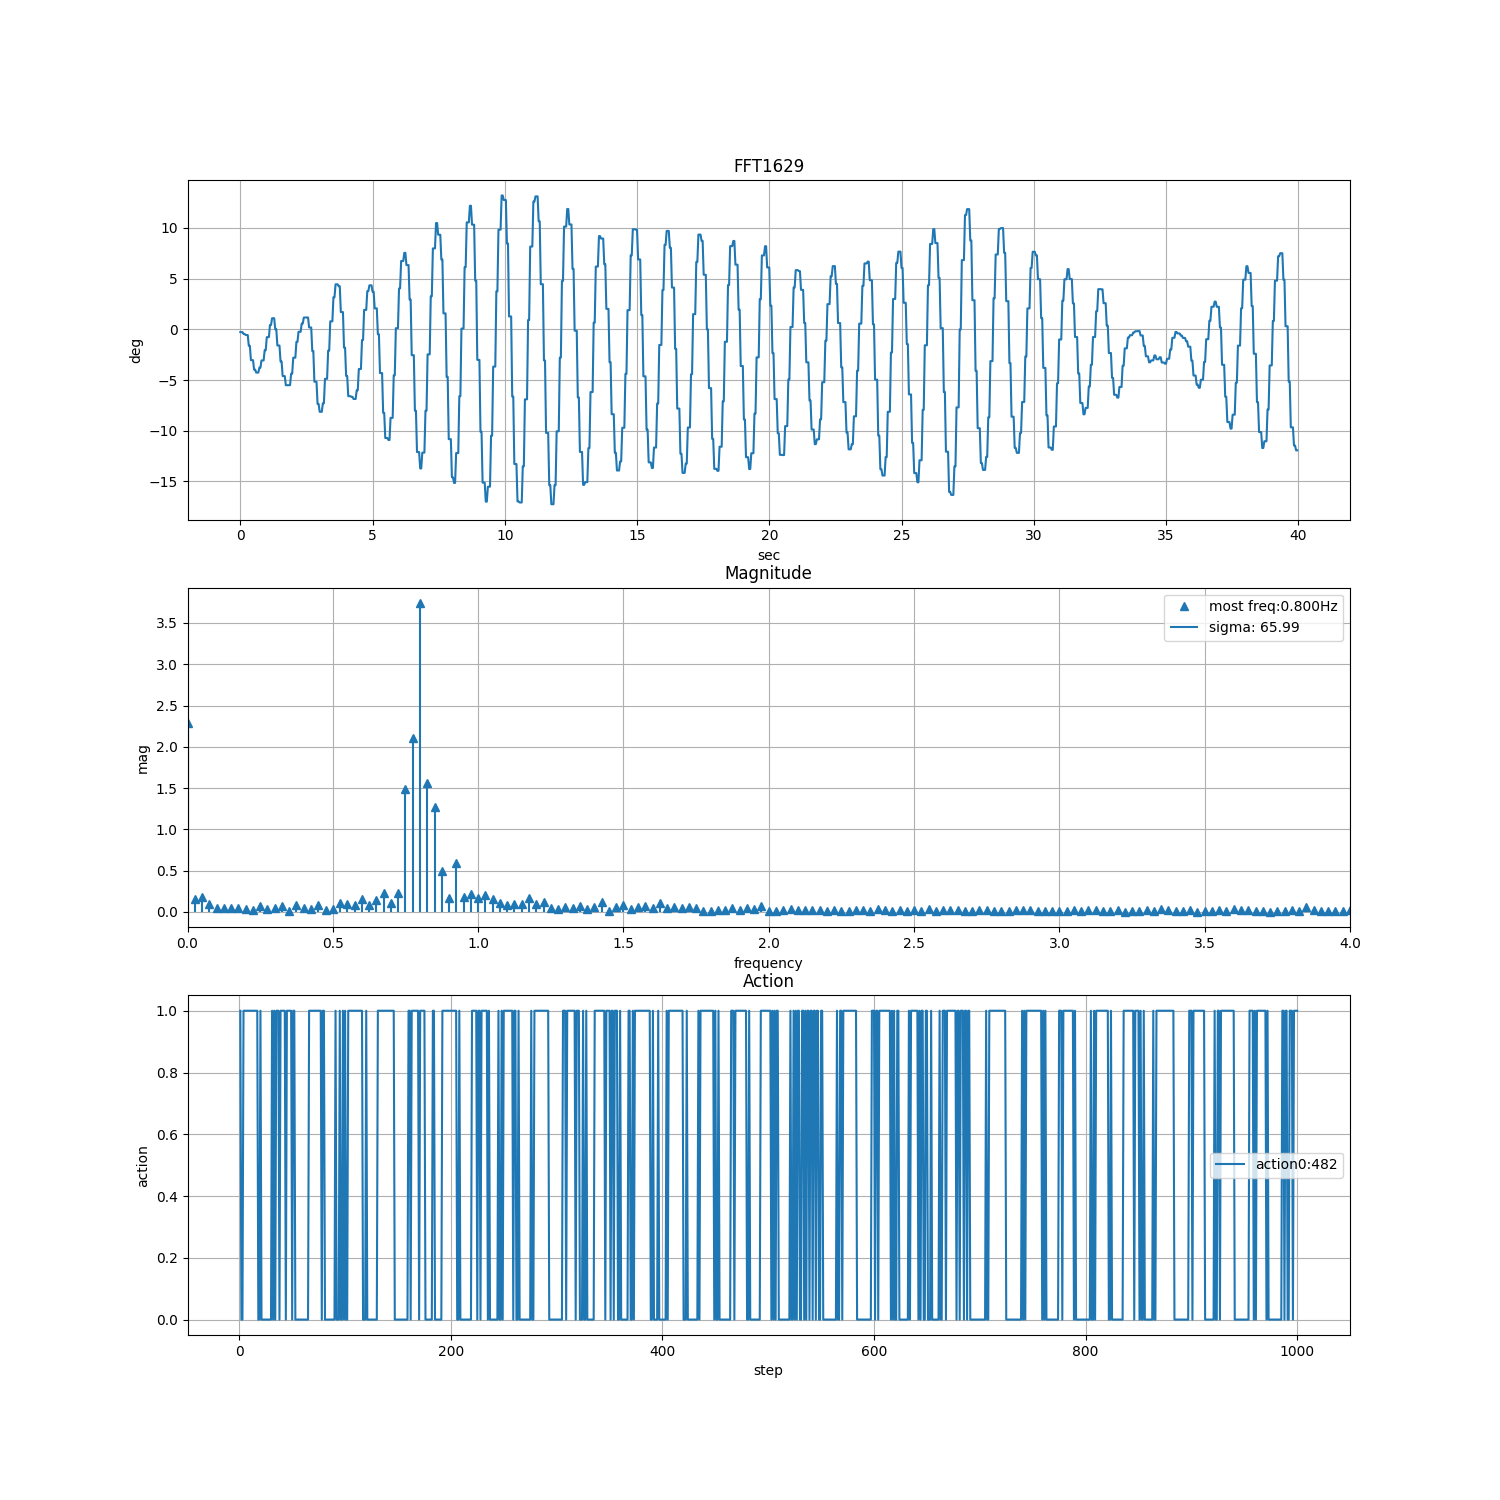 FFT1629
10
5
0
−5
−10
−15
deg
0 5 10 15 20 25 30 35 40
sec
Magnitude
most freq:0.800Hz
sigma: 65.99
3.5
3.0
2.5
2.0
1.5
1.0
0.5
0.0
mag
0.0 0.5 1.0 1.5 2.0 2.5 3.0 3.5 4.0
frequency
Action
1.0
0.8
0.6
0.4
0.2
0.0
action
action0:482
0 200 400 600 800 1000
step